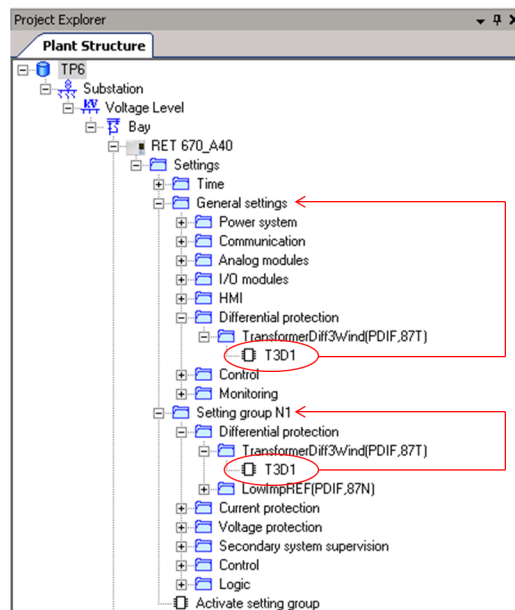 Project Explorer
Plant Structure
TP6
Substation
Voltage Level
Bay
RET 670_A40
Settings
Time
General settings
Power system
Communication
Analog modules
I/O modules
HMI
Differential protection
TransformerDiff3Wind(PDIF,87T)
T3D1
Control
Monitoring
Setting group N1
Differential protection
TransformerDiff3Wind(PDIF,87T)
T3D1
LowImpREF(PDIF,87N)
Current protection
Voltage protection
Secondary system supervision
Control
Logic
Activate setting group